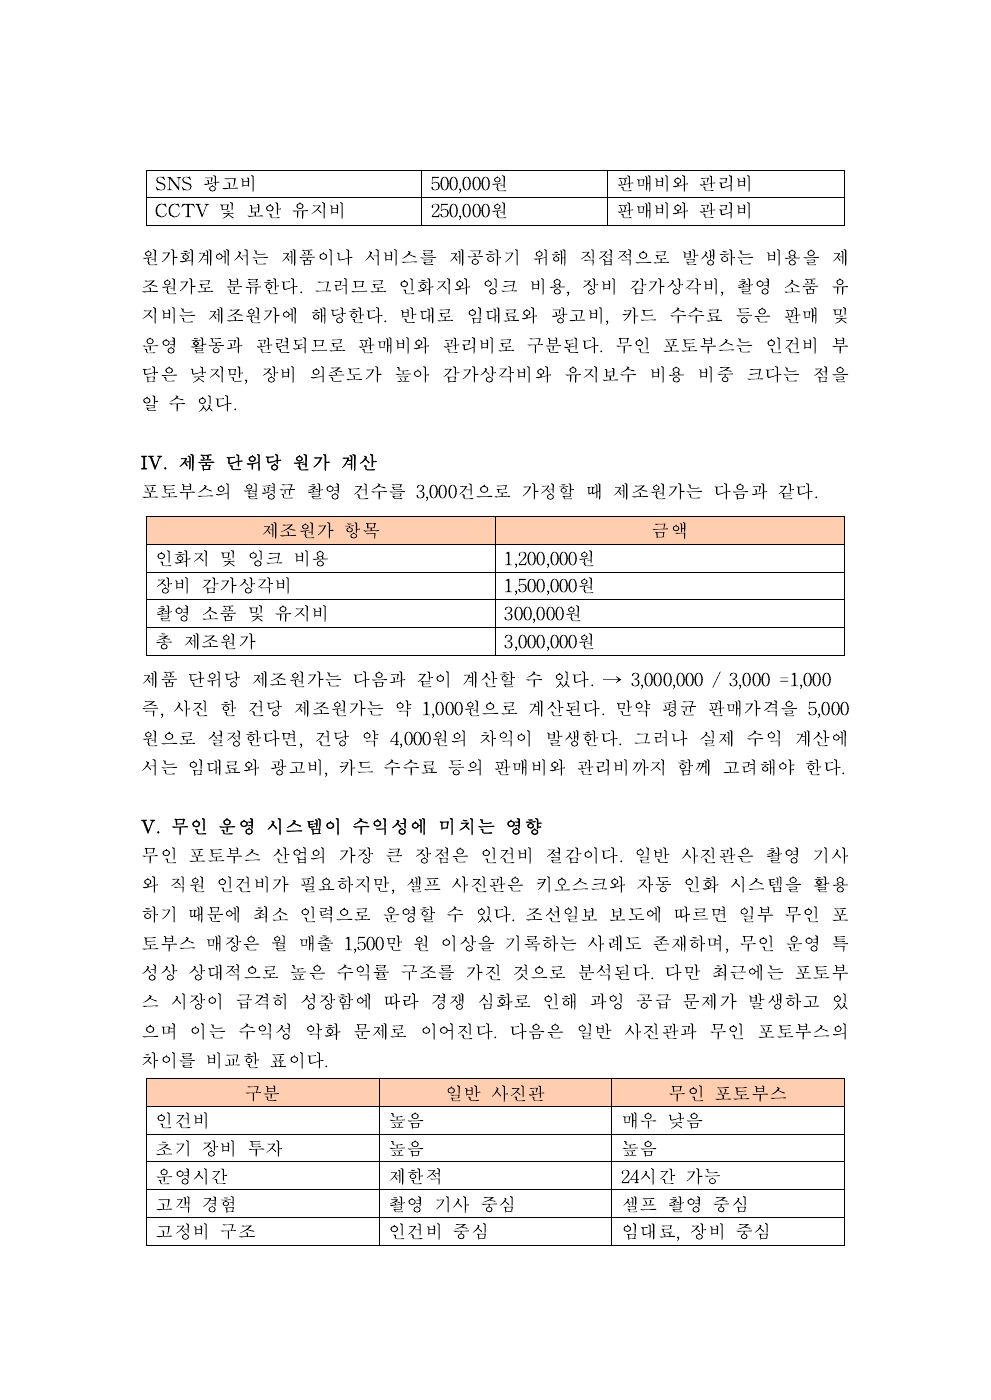 SNS 광고비 500,000원 판매비와 관리비
CCTV 및 보안 유지비 250,000원 판매비와 관리비
원가회계에서는 제품이나 서비스를 제공하기 위해 직접적으로 발생하는 비용을 제
조원가로 분류한다. 그러므로 인화지와 잉크 비용, 장비 감가상각비, 촬영 소품 유
지비는 제조원가에 해당한다. 반대로 임대료와 광고비, 카드 수수료 등은 판매 및
운영 활동과 관련되므로 판매비와 관리비로 구분된다. 무인 포토부스는 인건비 부
담은 낮지만, 장비 의존도가 높아 감가상각비와 유지보수 비용 비중 크다는 점을
알 수 있다.
IV. 제품 단위당 원가 계산
포토부스의 월평균 촬영 건수를 3,000건으로 가정할 때 제조원가는 다음과 같다.
제조원가 항목 금액
인화지 및 잉크 비용 1,200,000원
장비 감가상각비 1,500,000원
촬영 소품 및 유지비 300,000원
총 제조원가 3,000,000원
제품 단위당 제조원가는 다음과 같이 계산할 수 있다. → 3,000,000 / 3,000 =1,000
즉, 사진 한 건당 제조원가는 약 1,000원으로 계산된다. 만약 평균 판매가격을 5,000
원으로 설정한다면, 건당 약 4,000원의 차익이 발생한다. 그러나 실제 수익 계산에
서는 임대료와 광고비, 카드 수수료 등의 판매비와 관리비까지 함께 고려해야 한다.
V. 무인 운영 시스템이 수익성에 미치는 영향
무인 포토부스 산업의 가장 큰 장점은 인건비 절감이다. 일반 사진관은 촬영 기사
와 직원 인건비가 필요하지만, 셀프 사진관은 키오스크와 자동 인화 시스템을 활용
하기 때문에 최소 인력으로 운영할 수 있다. 조선일보 보도에 따르면 일부 무인 포
토부스 매장은 월 매출 1,500만 원 이상을 기록하는 사례도 존재하며, 무인 운영 특
성상 상대적으로 높은 수익률 구조를 가진 것으로 분석된다. 다만 최근에는 포토부
스 시장이 급격히 성장함에 따라 경쟁 심화로 인해 과잉 공급 문제가 발생하고 있
으며 이는 수익성 악화 문제로 이어진다. 다음은 일반 사진관과 무인 포토부스의
차이를 비교한 표이다.
구분 일반 사진관 무인 포토부스
인건비 높음 매우 낮음
초기 장비 투자 높음 높음
운영시간 제한적 24시간 가능
고객 경험 촬영 기사 중심 셀프 촬영 중심
고정비 구조 인건비 중심 임대료, 장비 중심